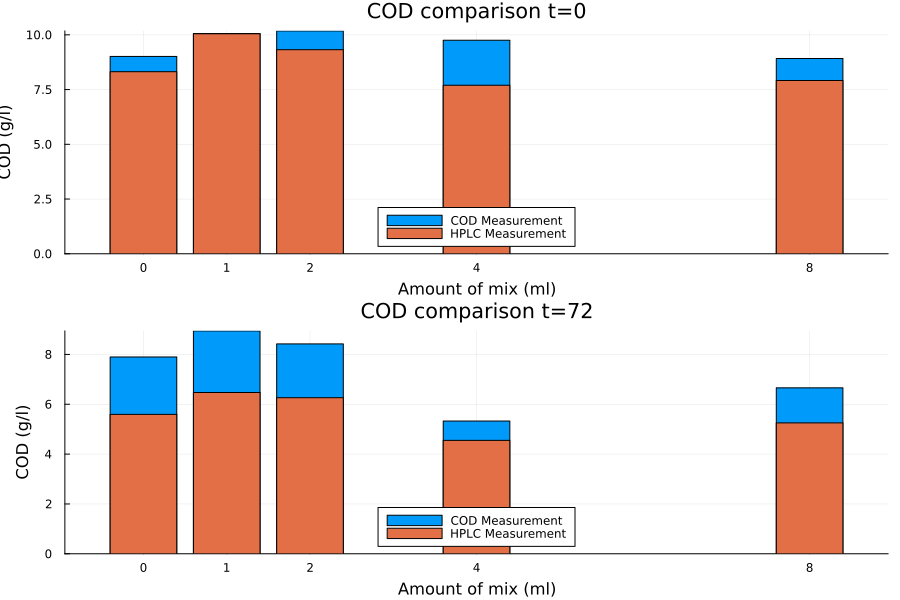 COD comparison t=0
COD (g/l)
10.0
7.5
5.0
2.5
0.0
COD Measurement
HPLC Measurement
0 1 2 4 8
Amount of mix (ml)
COD comparison t=72
COD (g/l)
8
6
4
2
0
COD Measurement
HPLC Measurement
0 1 2 4 8
Amount of mix (ml)